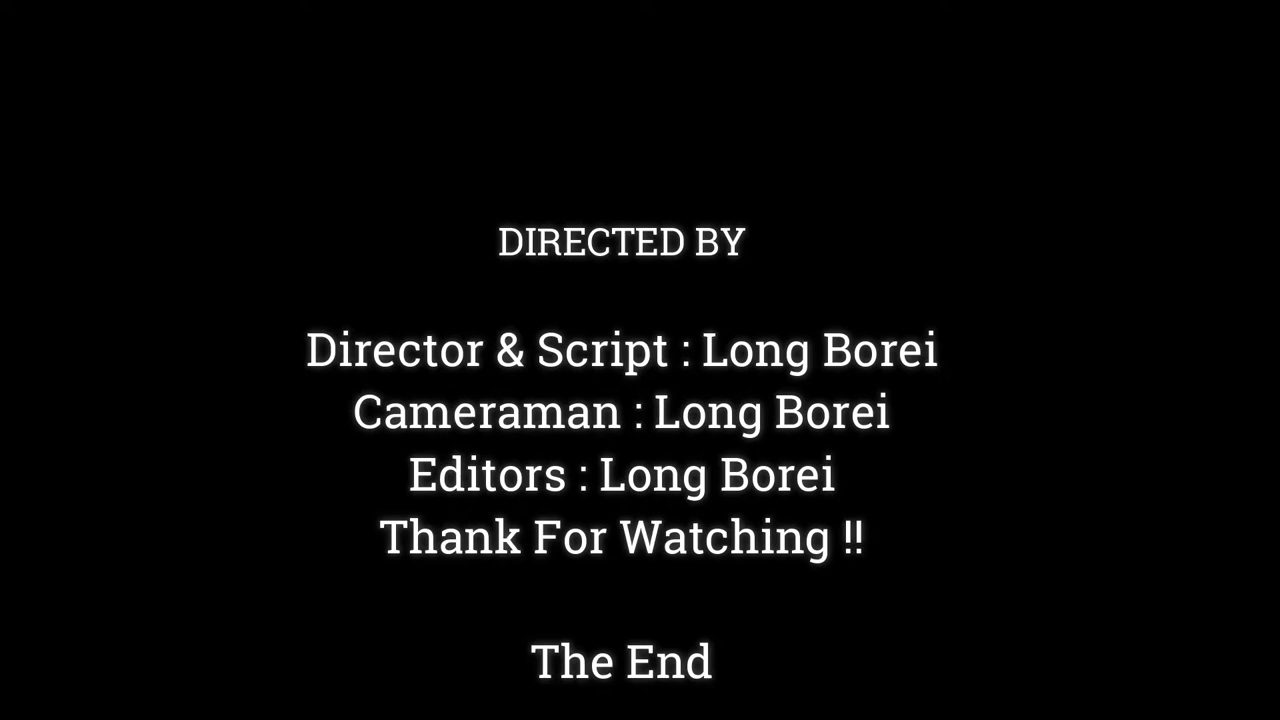 DIRECTED BY
Director & Script : Long Borei
Cameraman : Long Borei
Editors : Long Borei
Thank For Watching !!
The End